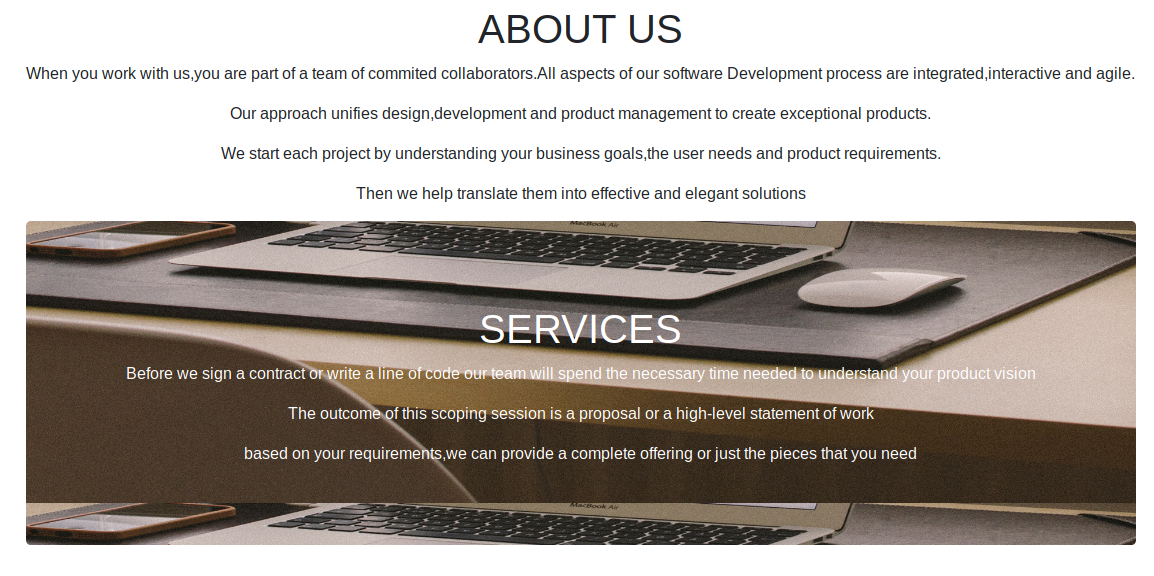 ABOUT US
When you work with us,you are part of a team of commited collaborators.All aspects of our software Development process are integrated,interactive and agile.
Our approach unifies design,development and product management to create exceptional products.
We start each project by understanding your business goals,the user needs and product requirements.
Then we help translate them into effective and elegant solutions
MacBook Air
SERVICES
Before we sign a contract or write a line of code our team will spend the necessary time needed to understand your product vision
The outcome of this scoping session is a proposal or a high-level statement of work
based on your requirements,we can provide a complete offering or just the pieces that you need
MacBook Air